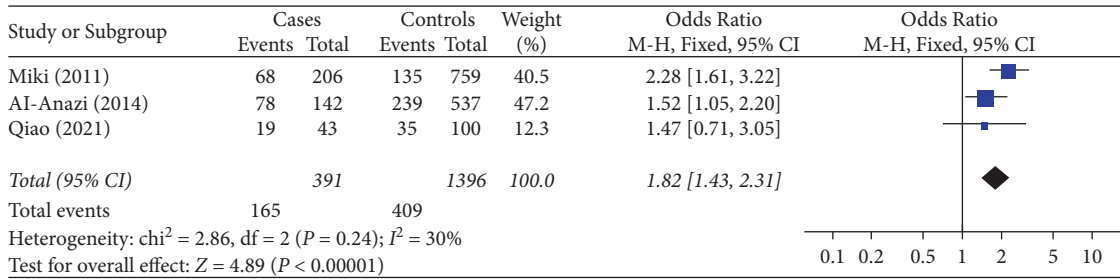 Study or Subgroup Cases Controls Weight Odds Ratio Odds Ratio
Events Total Events Total (%) M-H, Fixed, 95% CI M-H, Fixed, 95% CI
Miki (2011) 68 206 135 759 40.5 2.28 [1.61, 3.22]
AI-Anazi (2014) 78 142 239 537 47.2 1.52 [1.05, 2.20]
Qiao (2021) 19 43 35 100 12.3 1.47 [0.71, 3.05]
Total (95% CI) 391 1396 100.0 1.82 [1.43, 2.31]
Total events 165 409
Heterogeneity: chi² = 2.86, df = 2 (P = 0.24); I² = 30%
Test for overall effect: Z = 4.89 (P < 0.00001)
0.1 0.2 0.5 1 2 5 10